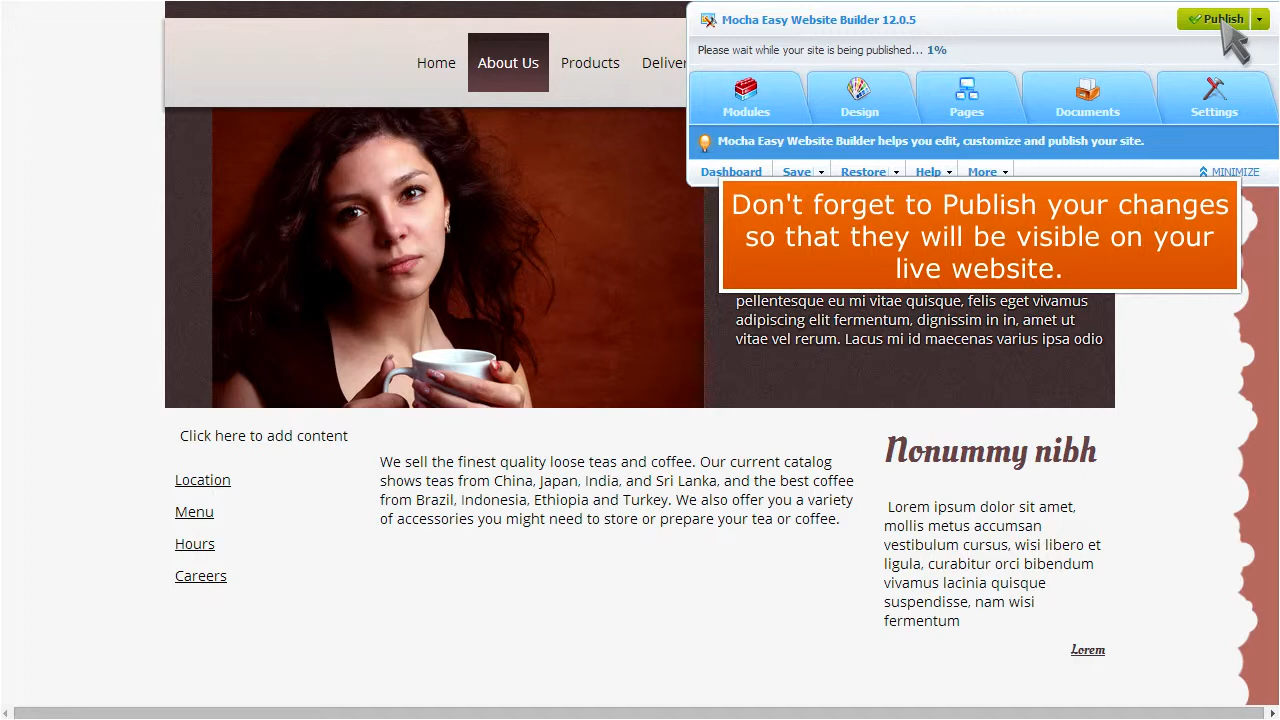 Mocha Easy Website Builder 12.0.5
Publish
Please wait while your site is being published... 1%
Home
About Us
Products
Deliver
Modules
Design
Pages
Documents
Settings
Mocha Easy Website Builder helps you edit, customize and publish your site.
Dashboard
Save
Restore
Help
More
MINIMIZE
Don't forget to Publish your changes
so that they will be visible on your
live website.
pellentesque eu mi vitae quisque, felis eget vivamus
adipiscing elit fermentum, dignissim in in, amet ut
vitae vel rerum. Lacus mi id maecenas varius ipsa odio
Click here to add content
Location
Menu
Hours
Careers
We sell the finest quality loose teas and coffee. Our current catalog
shows teas from China, Japan, India, and Sri Lanka, and the best coffee
from Brazil, Indonesia, Ethiopia and Turkey. We also offer you a variety
of accessories you might need to store or prepare your tea or coffee.
Nonummy nibh
Lorem ipsum dolor sit amet,
mollis metus accumsan
vestibulum cursus, wisi libero et
ligula, curabitur orci bibendum
vivamus lacinia quisque
suspendisse, nam wisi
fermentum
Lorem